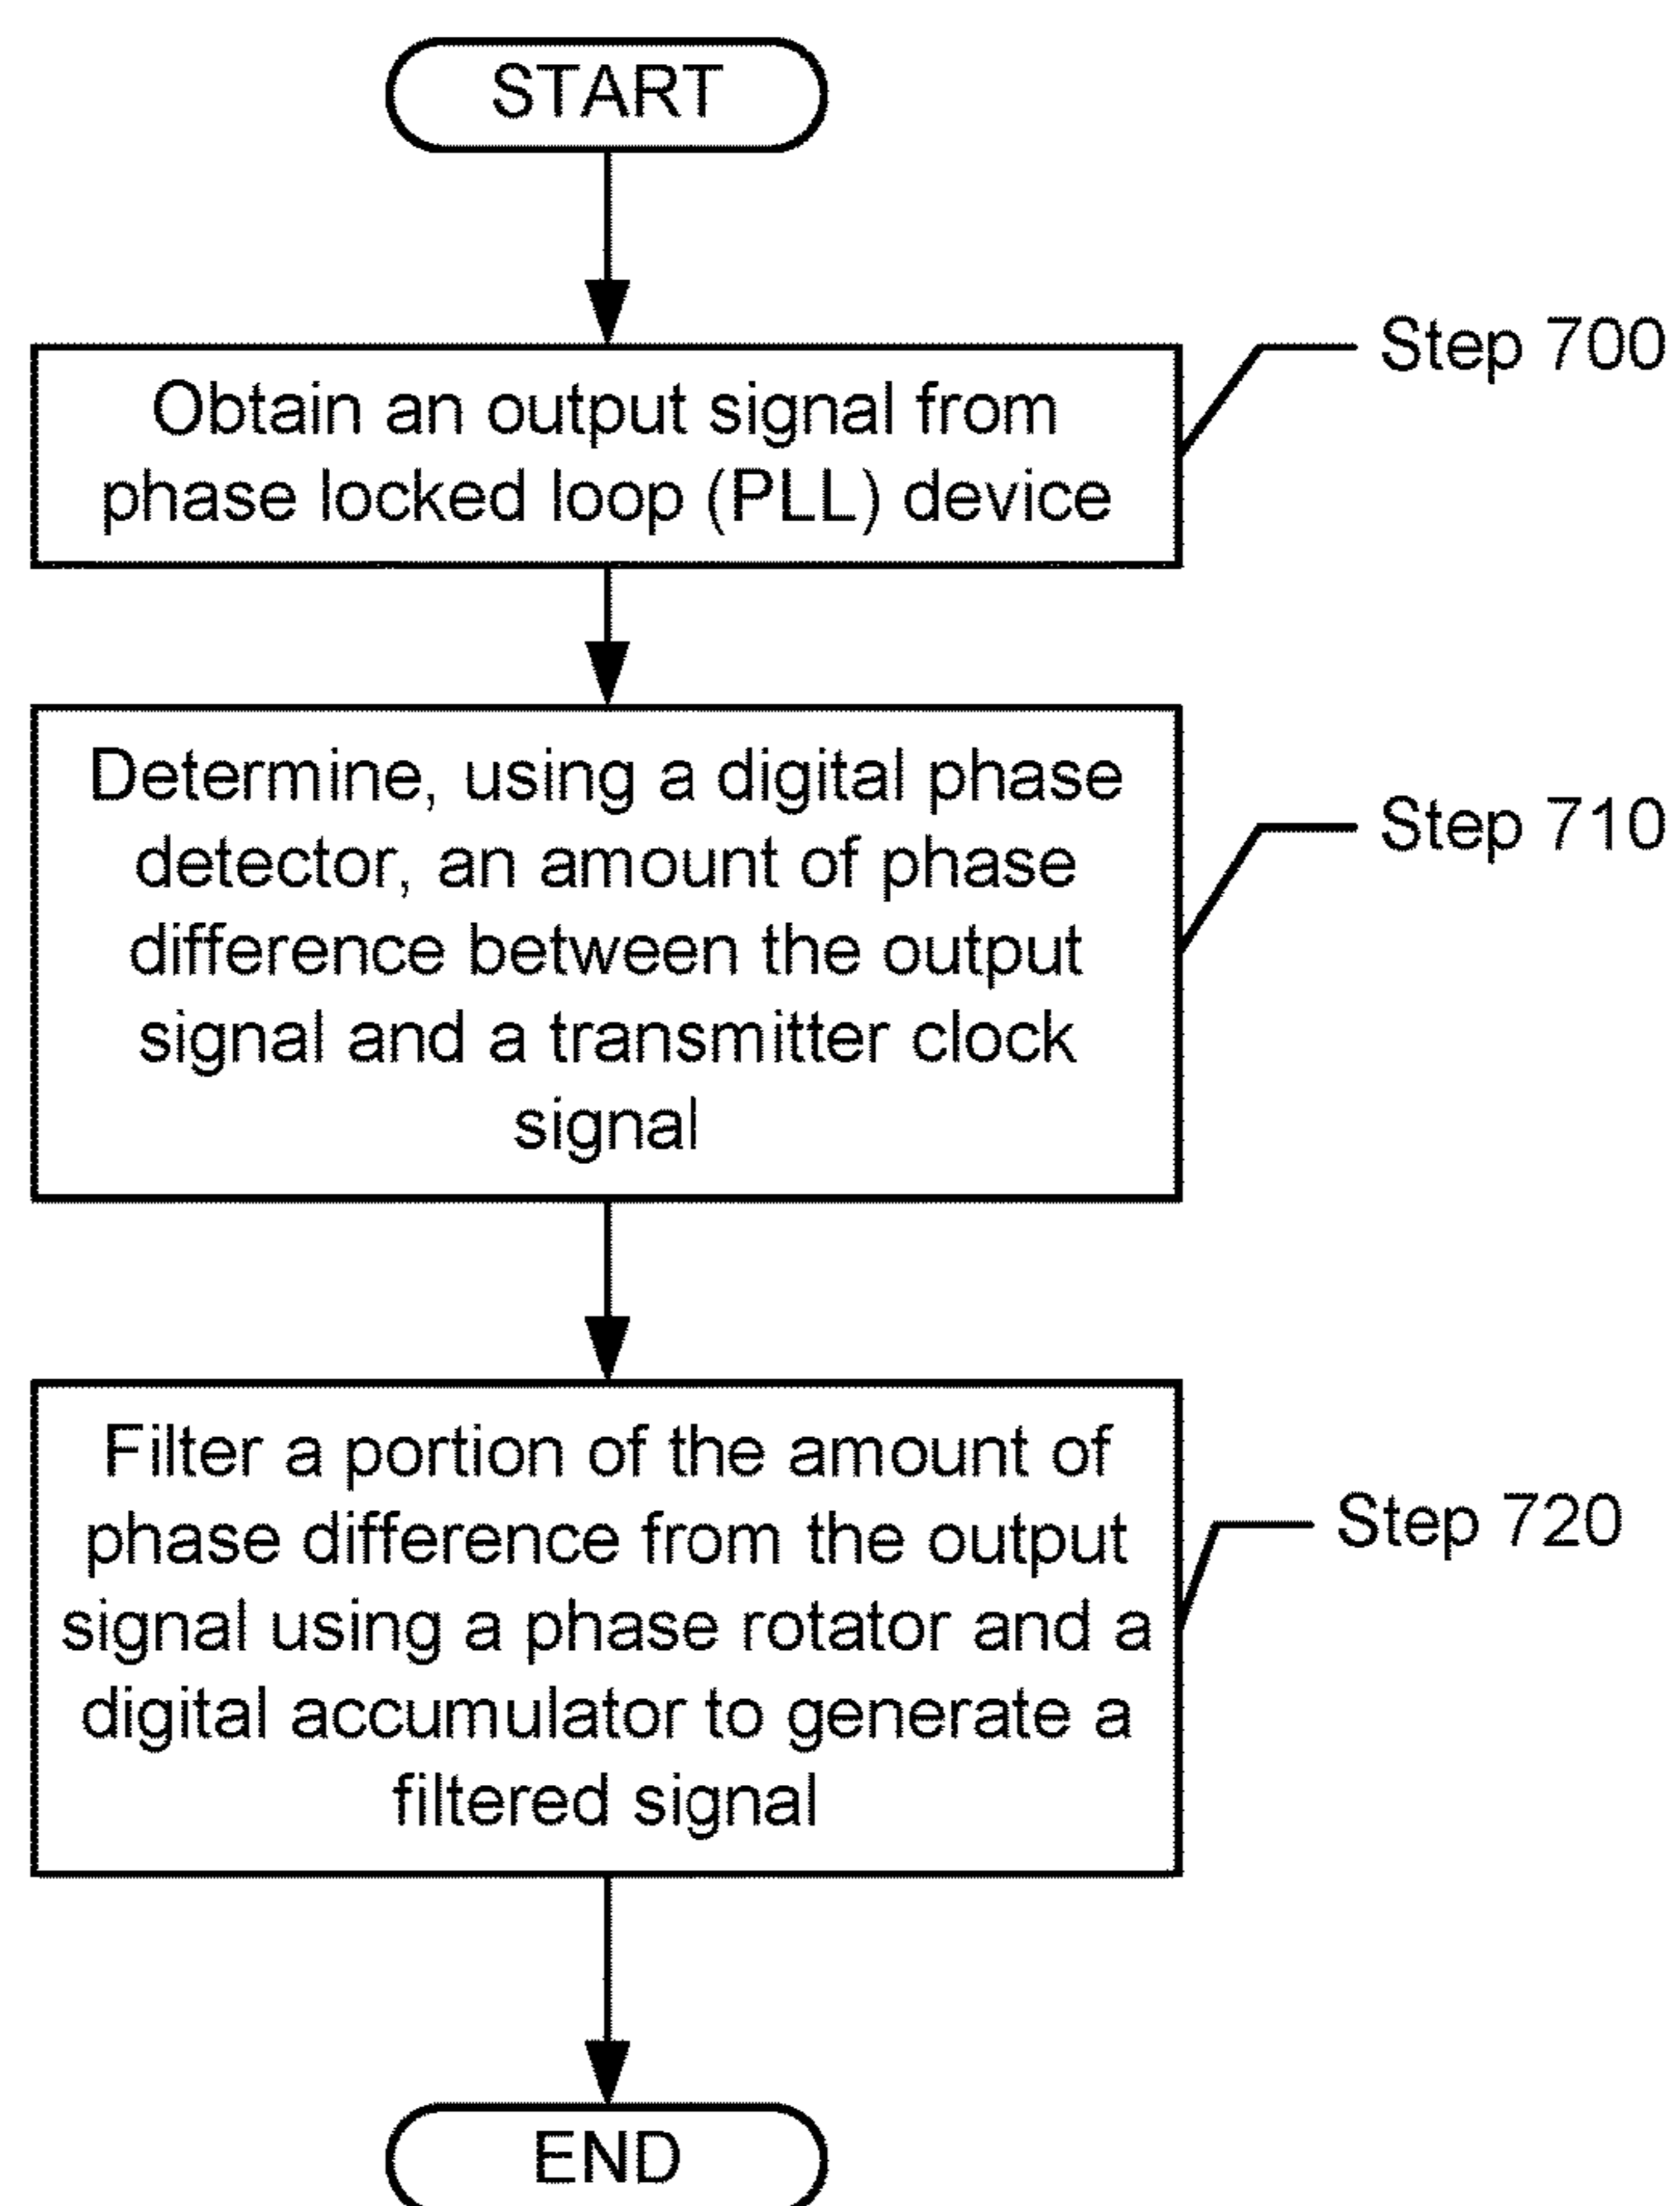 START
Step 700
Obtain an output signal from
phase locked loop (PLL) device
Step 710
Determine, using a digital phase
detector, an amount of phase
difference between the output
signal and a transmitter clock
signal
Step 720
Filter a portion of the amount of
phase difference from the output
signal using a phase rotator and a
digital accumulator to generate a
filtered signal
END